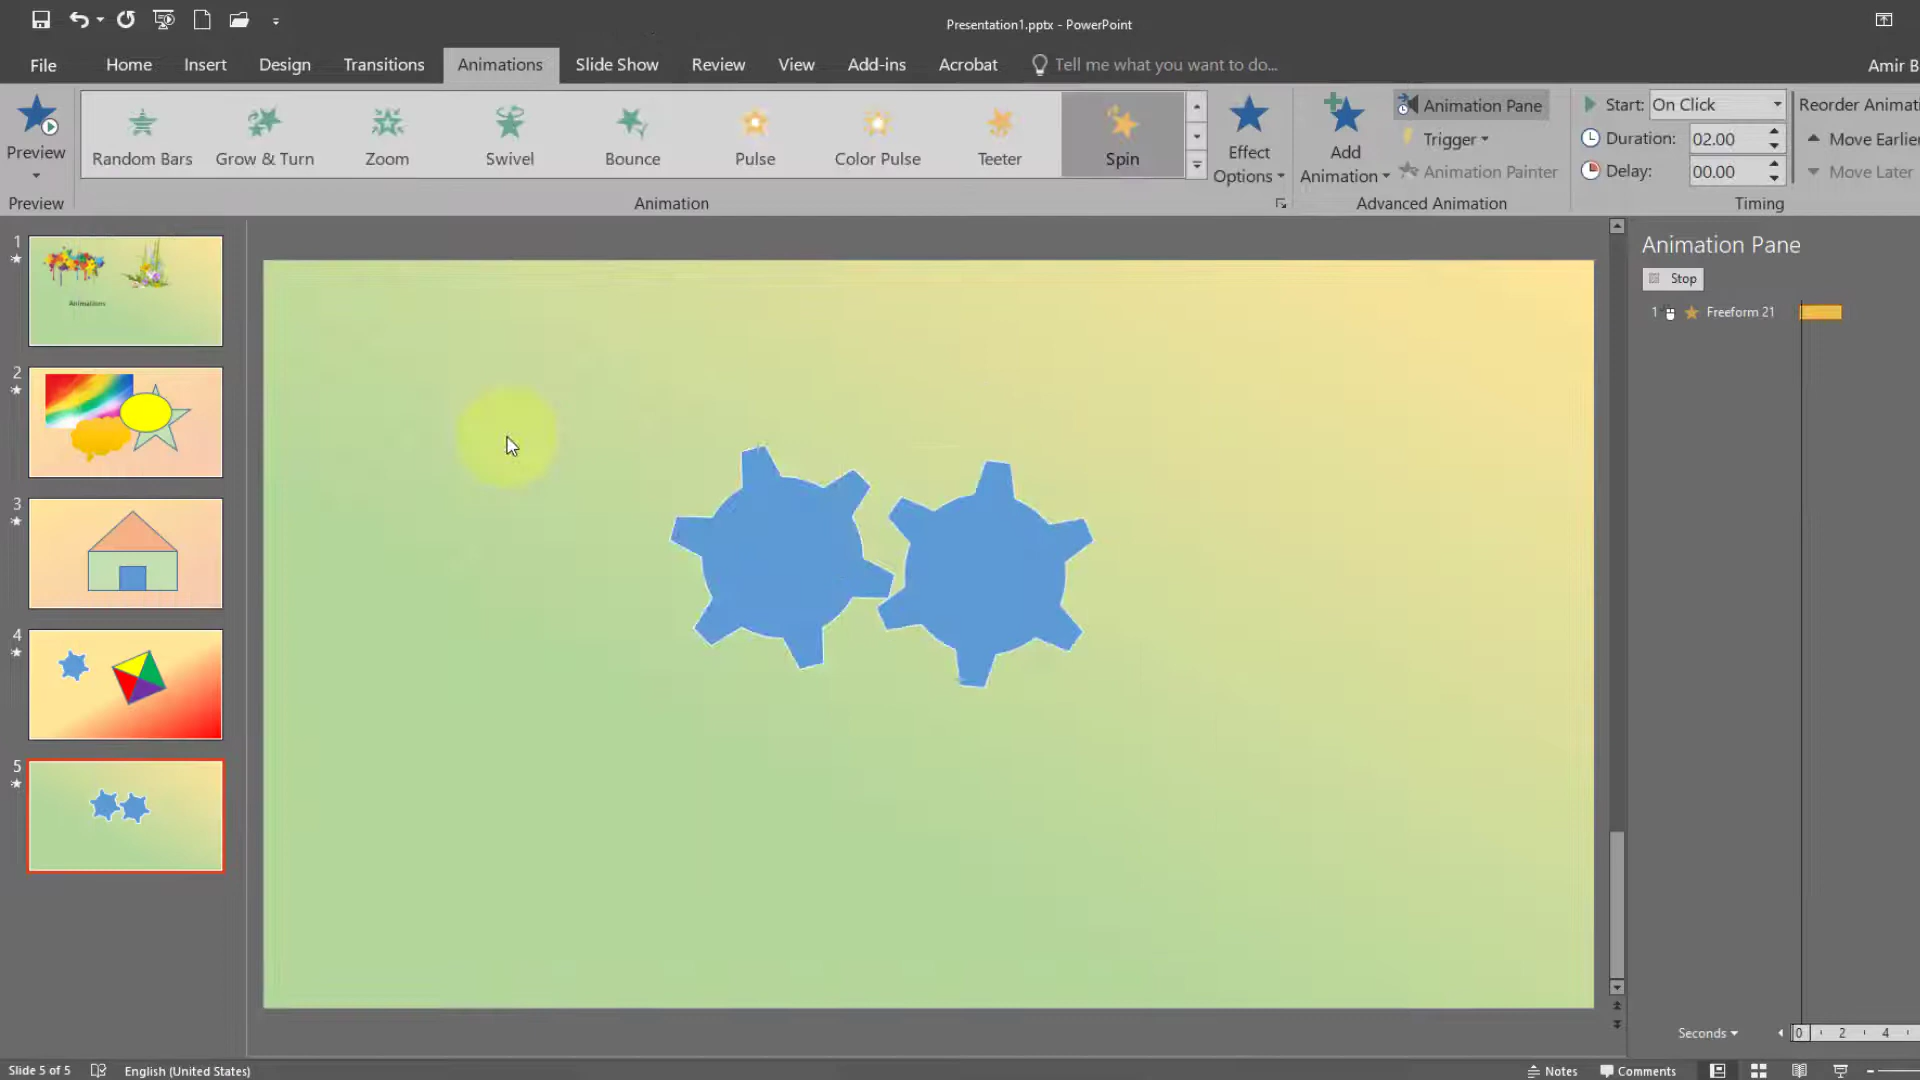 Presentation1.pptx - PowerPoint
File Home Insert Design Transitions Animations Slide Show Review View Add-ins Acrobat Tell me what you want to do... Amir B
Preview
Random Bars Grow & Turn Zoom Swivel Bounce Pulse Color Pulse Teeter Spin
Effect Options
Add Animation
Animation Pane
Trigger
Animation Painter
Start: On Click
Duration: 02.00
Delay: 00.00
Reorder Animati
Move Earlier
Move Later
Preview Animation Advanced Animation Timing
1
Animations
2
3
4
5
Animation Pane
Stop
1 Freeform 21
Seconds 0 2 4
Slide 5 of 5 English (United States) Notes Comments